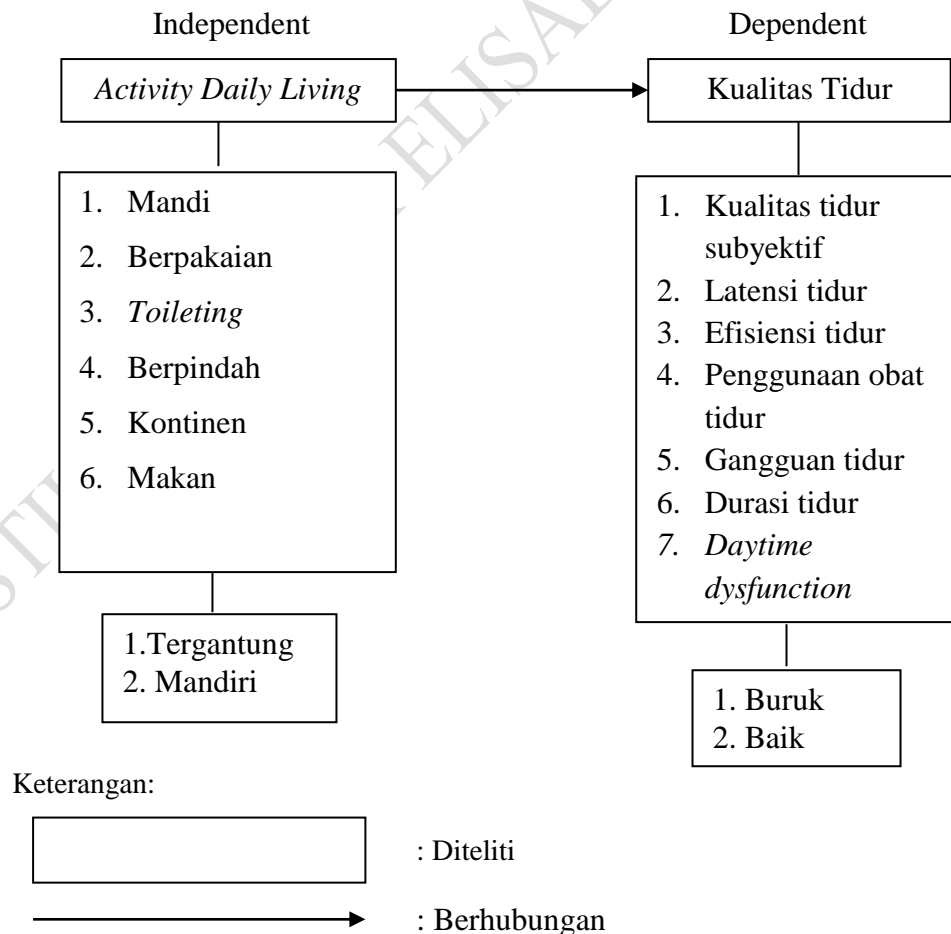 Independent
Dependent
Activity Daily Living
Kualitas Tidur
1. Mandi
2. Berpakaian
3. Toileting
4. Berpindah
5. Kontinen
6. Makan
1. Kualitas tidur
subyektif
2. Latensi tidur
3. Efisiensi tidur
4. Penggunaan obat
tidur
5. Gangguan tidur
6. Durasi tidur
7. Daytime
dysfunction
1.Tergantung
2. Mandiri
1. Buruk
2. Baik
Keterangan:
: Diteliti
: Berhubungan